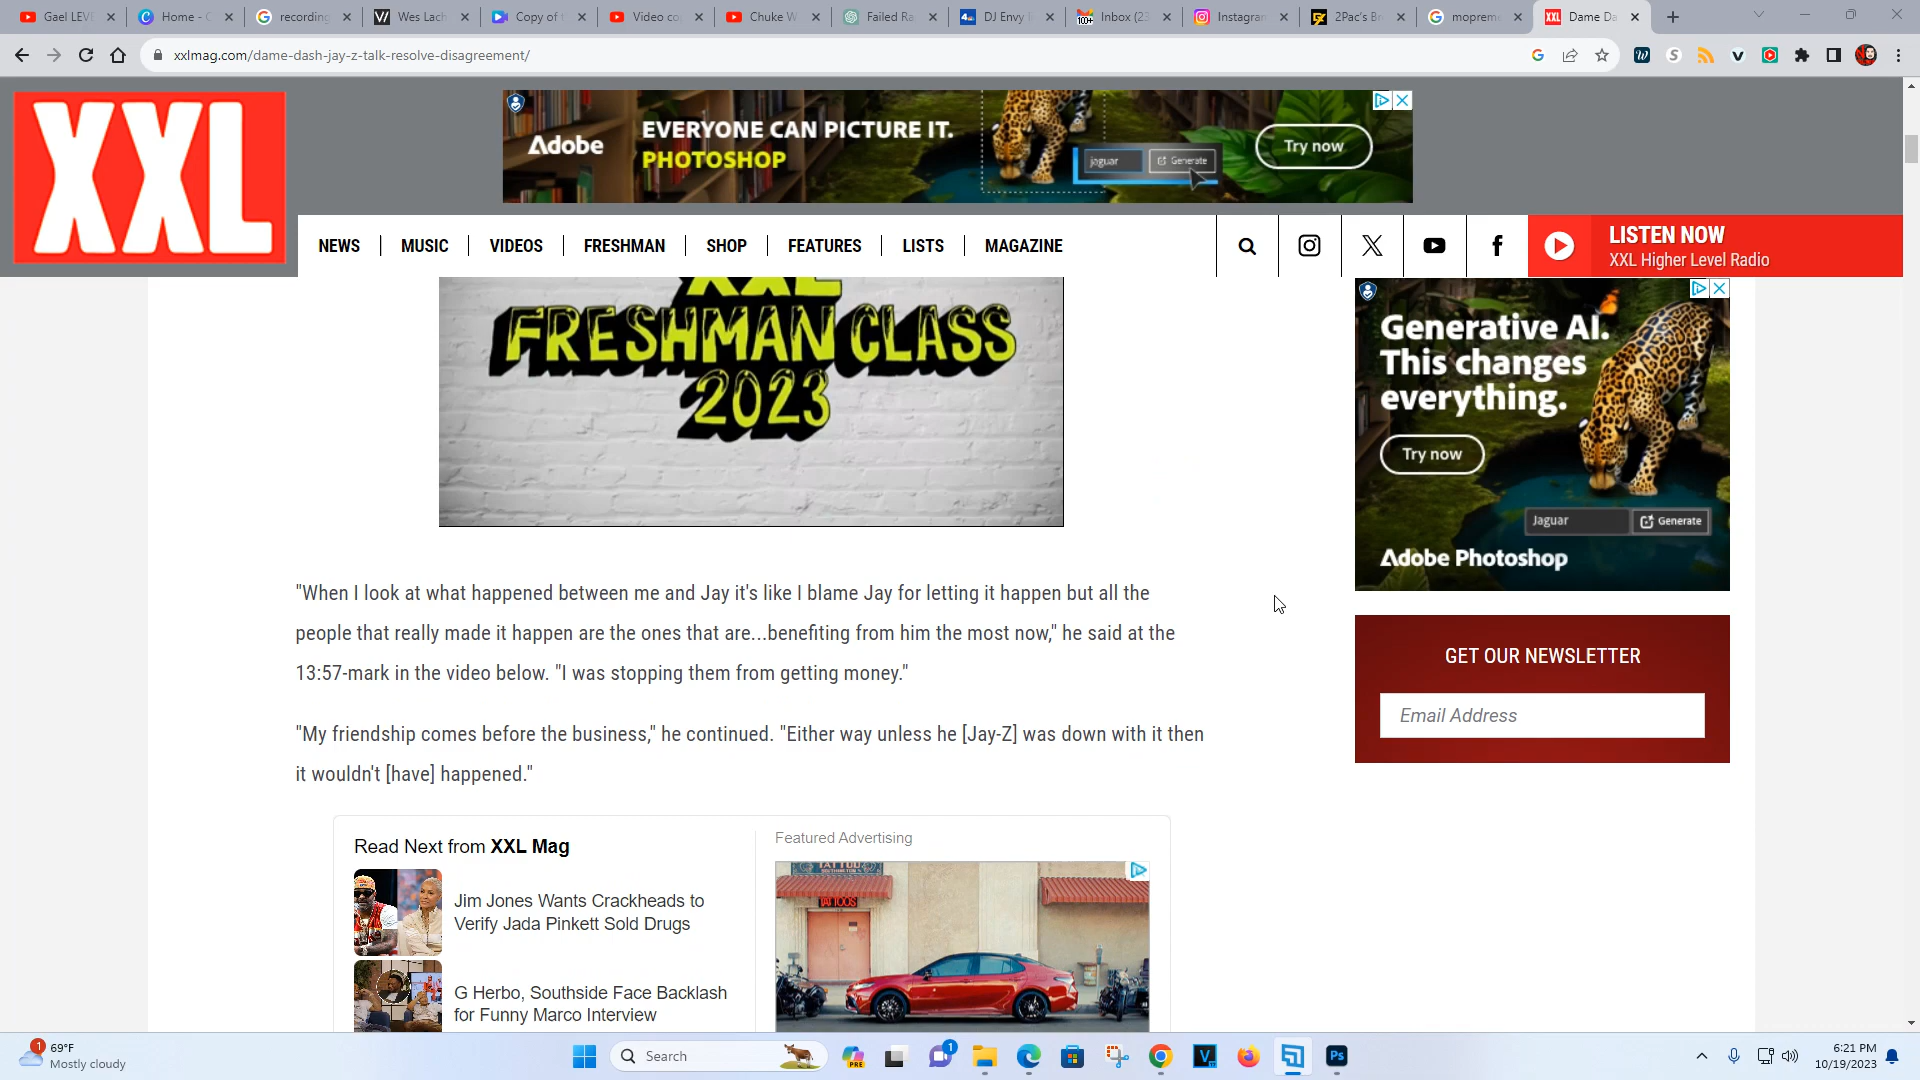 Gael LEVE
Home - C
recording
Wes Lach
Copy of t
Video co
Chuke W
Failed Ra
DJ Envy
Inbox (23
Instagram
2Pac's Br
mopreme
Dame Da
xxlmag.com/dame-dash-jay-z-talk-resolve-disagreement/
XXL
Adobe
EVERYONE CAN PICTURE IT.
PHOTOSHOP
jaguar
Generate
Try now
NEWS
MUSIC
VIDEOS
FRESHMAN
SHOP
FEATURES
LISTS
MAGAZINE
LISTEN NOW
XXL Higher Level Radio
XXL
FRESHMAN CLASS
2023
Generative AI.
This changes
everything.
Try now
Jaguar
Generate
Adobe Photoshop
"When I look at what happened between me and Jay it's like I blame Jay for letting it happen but all the
people that really made it happen are the ones that are...benefiting from him the most now," he said at the
13:57-mark in the video below. "I was stopping them from getting money."
GET OUR NEWSLETTER
Email Address
"My friendship comes before the business," he continued. "Either way unless he [Jay-Z] was down with it then
it wouldn't [have] happened."
Read Next from XXL Mag
Jim Jones Wants Crackheads to
Verify Jada Pinkett Sold Drugs
G Herbo, Southside Face Backlash
for Funny Marco Interview
Featured Advertising
TATTOO
TATTOOS
1
69°F
Mostly cloudy
Search
PRE
1
V
Ps
6:21 PM
10/19/2023